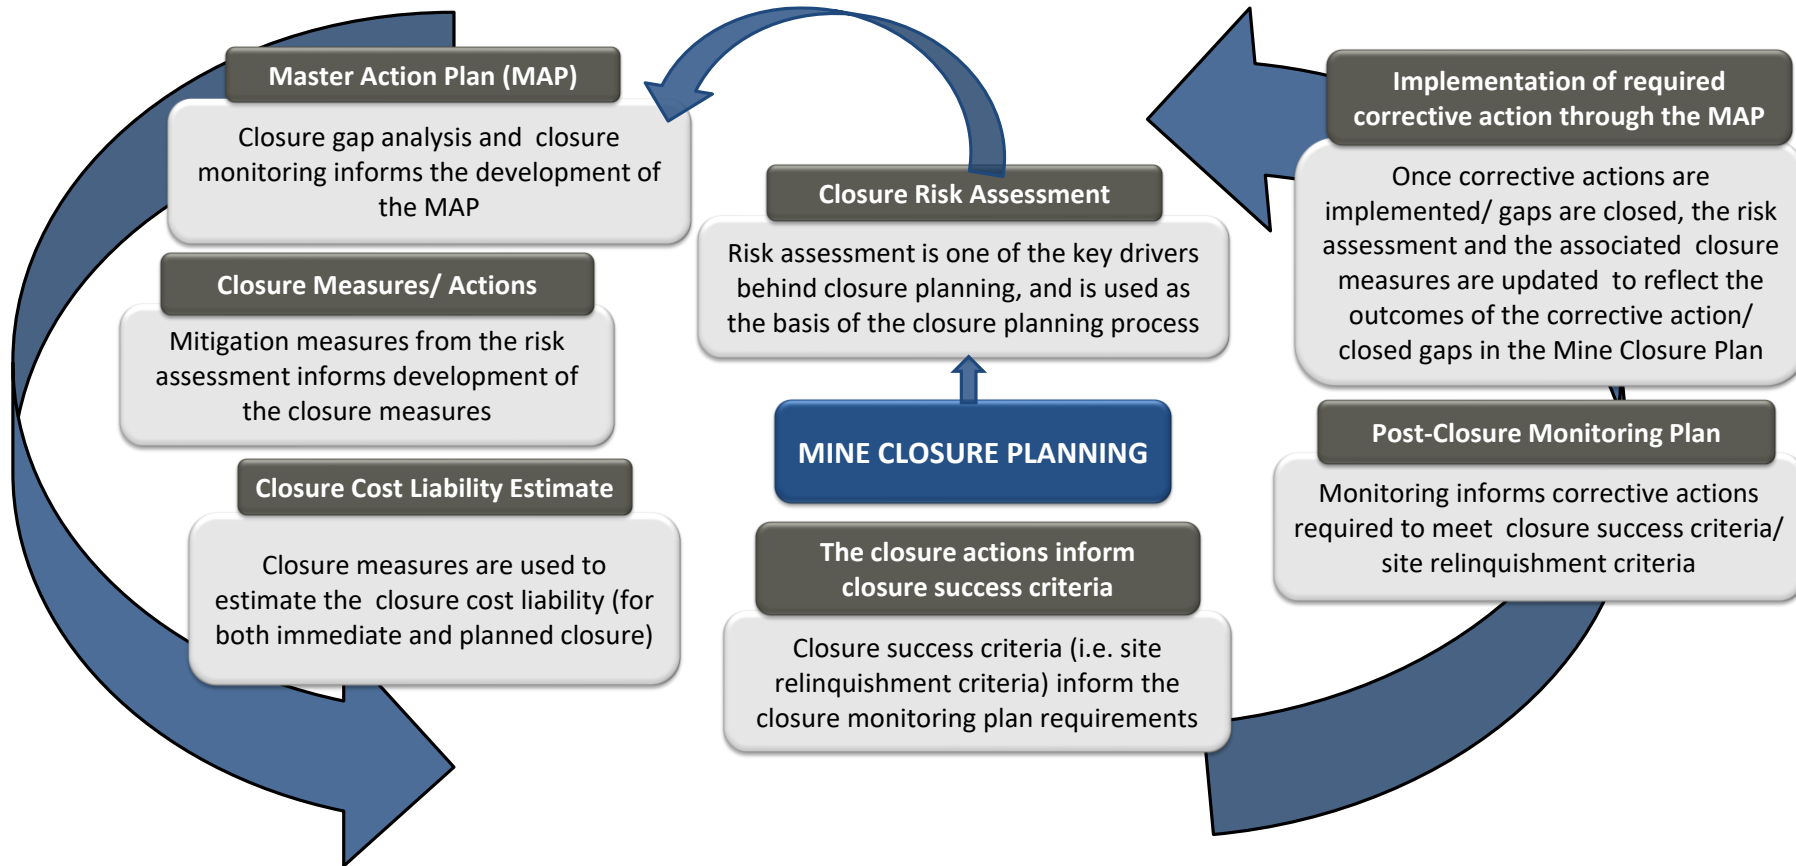 Master Action Plan (MAP)
Closure gap analysis and closure
monitoring informs the development of
the MAP
Closure Measures/ Actions
Mitigation measures from the risk
assessment informs development of
the closure measures
Closure Cost Liability Estimate
Closure measures are used to
estimate the closure cost liability (for
both immediate and planned closure)
Closure Risk Assessment
Risk assessment is one of the key drivers
behind closure planning, and is used as
the basis of the closure planning process
MINE CLOSURE PLANNING
The closure actions inform
closure success criteria
Closure success criteria (i.e. site
relinquishment criteria) inform the
closure monitoring plan requirements
Implementation of required
corrective action through the MAP
Once corrective actions are
implemented/ gaps are closed, the risk
assessment and the associated closure
measures are updated to reflect the
outcomes of the corrective action/
closed gaps in the Mine Closure Plan
Post-Closure Monitoring Plan
Monitoring informs corrective actions
required to meet closure success criteria/
site relinquishment criteria